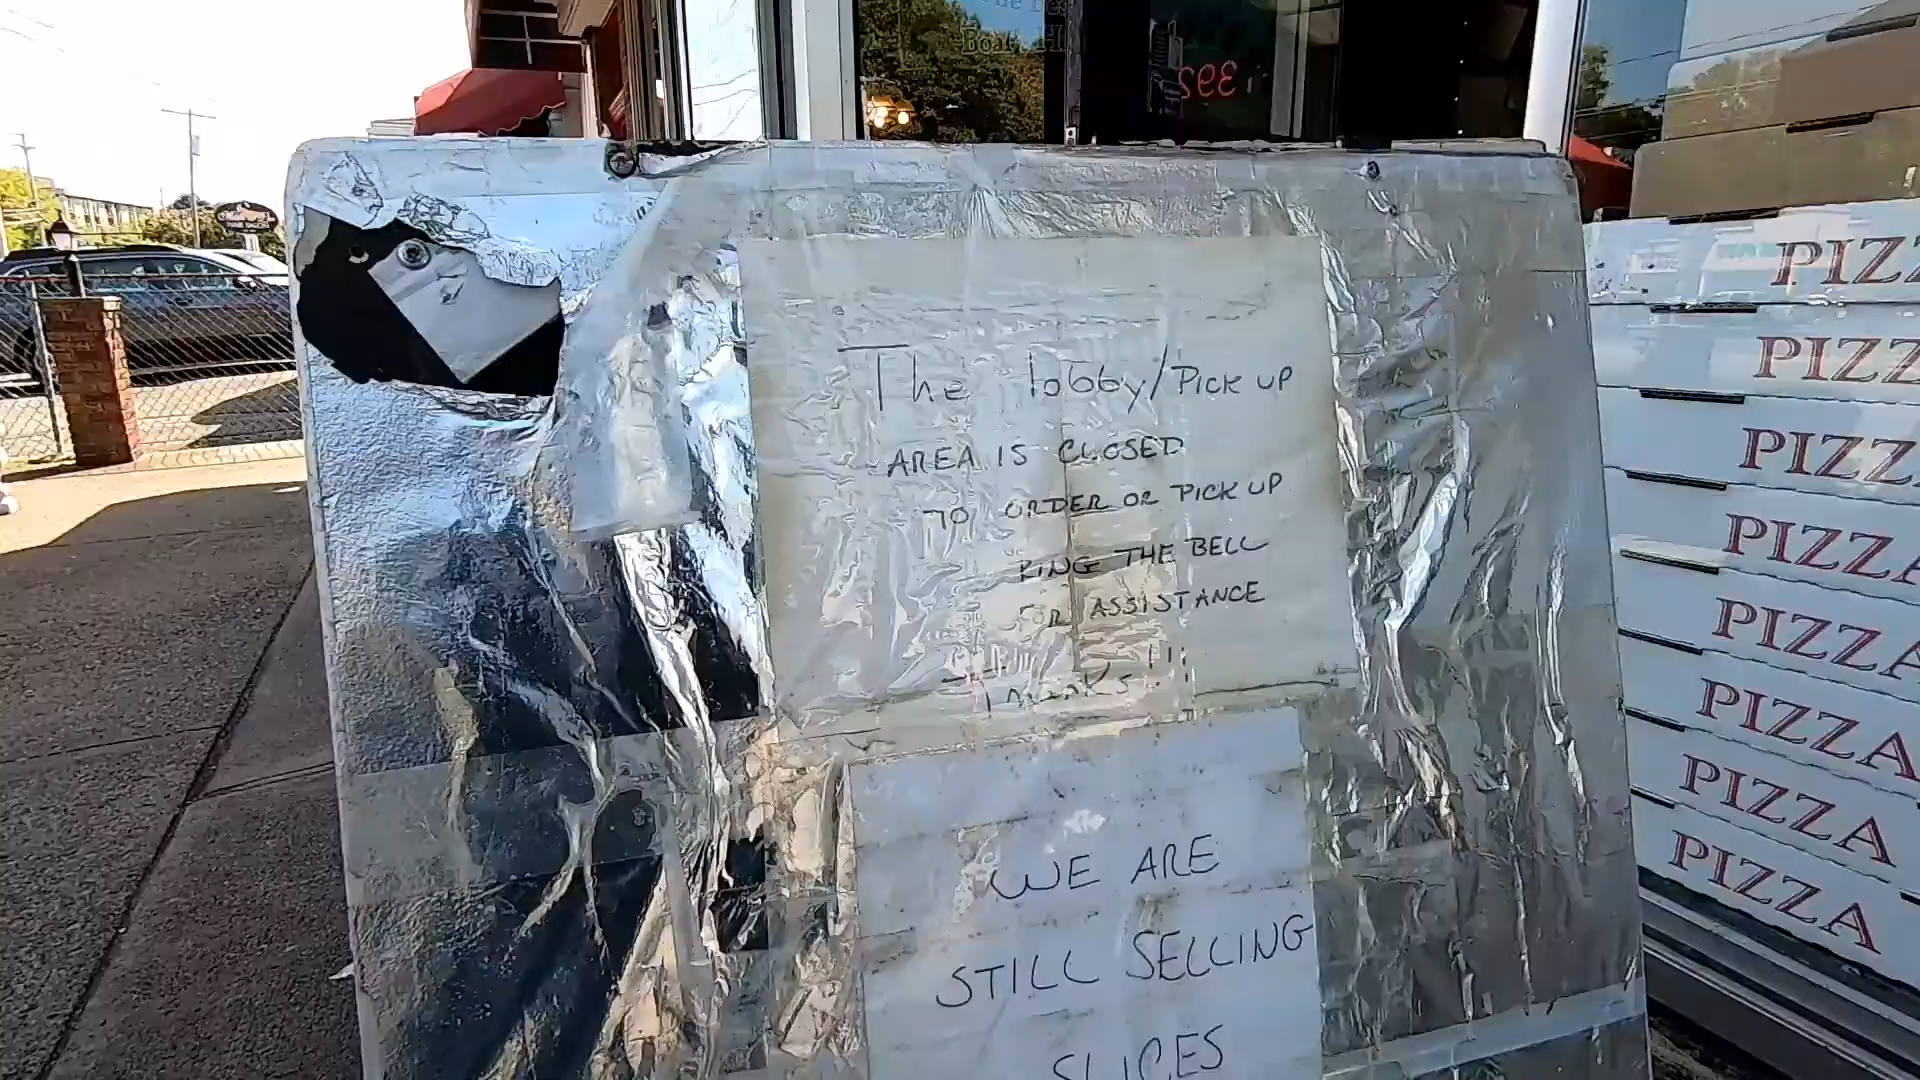 The lobby/PICK UP
AREA IS CLOSED
TO ORDER OR PICK UP
RING THE BELL
FOR ASSISTANCE
Thanks!!!
WE ARE
STILL SELLING
SLICES
PIZZ
PIZZ
PIZZ
PIZZA
PIZZA
PIZZA
PIZZA
PIZZA